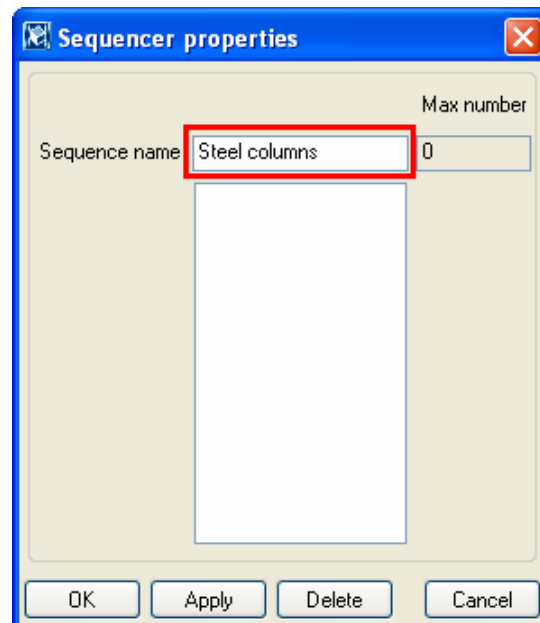 Sequencer properties
Max number
Sequence name Steel columns 0
OK Apply Delete Cancel